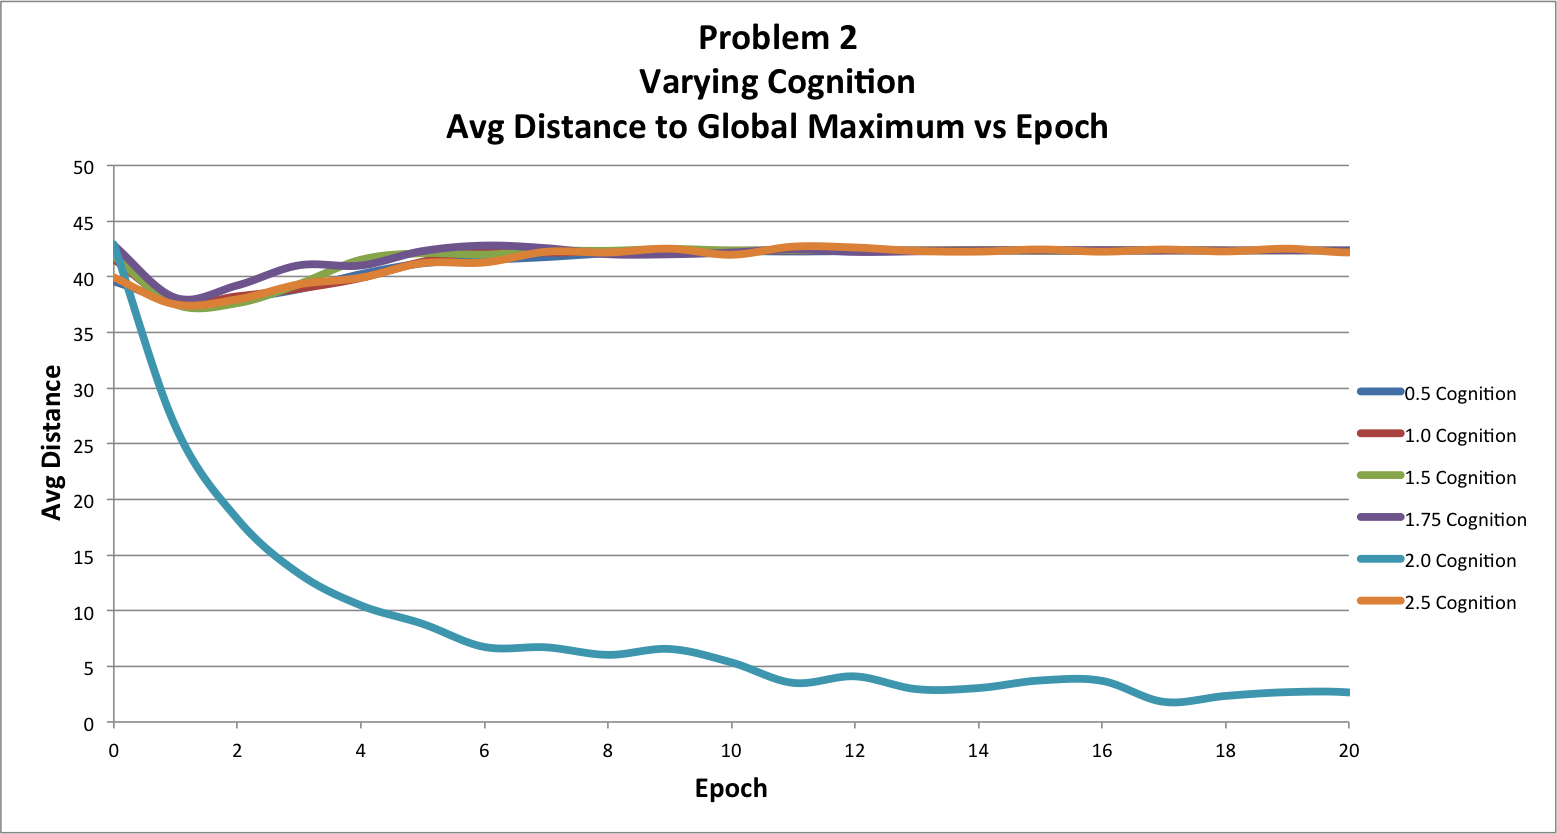 Problem 2
Varying Cognition
Avg Distance to Global Maximum vs Epoch
50
45
40
35
30
25
20
15
10
5
0
Avg Distance
0 2 4 6 8 10 12 14 16 18 20
Epoch
0.5 Cognition
1.0 Cognition
1.5 Cognition
1.75 Cognition
2.0 Cognition
2.5 Cognition